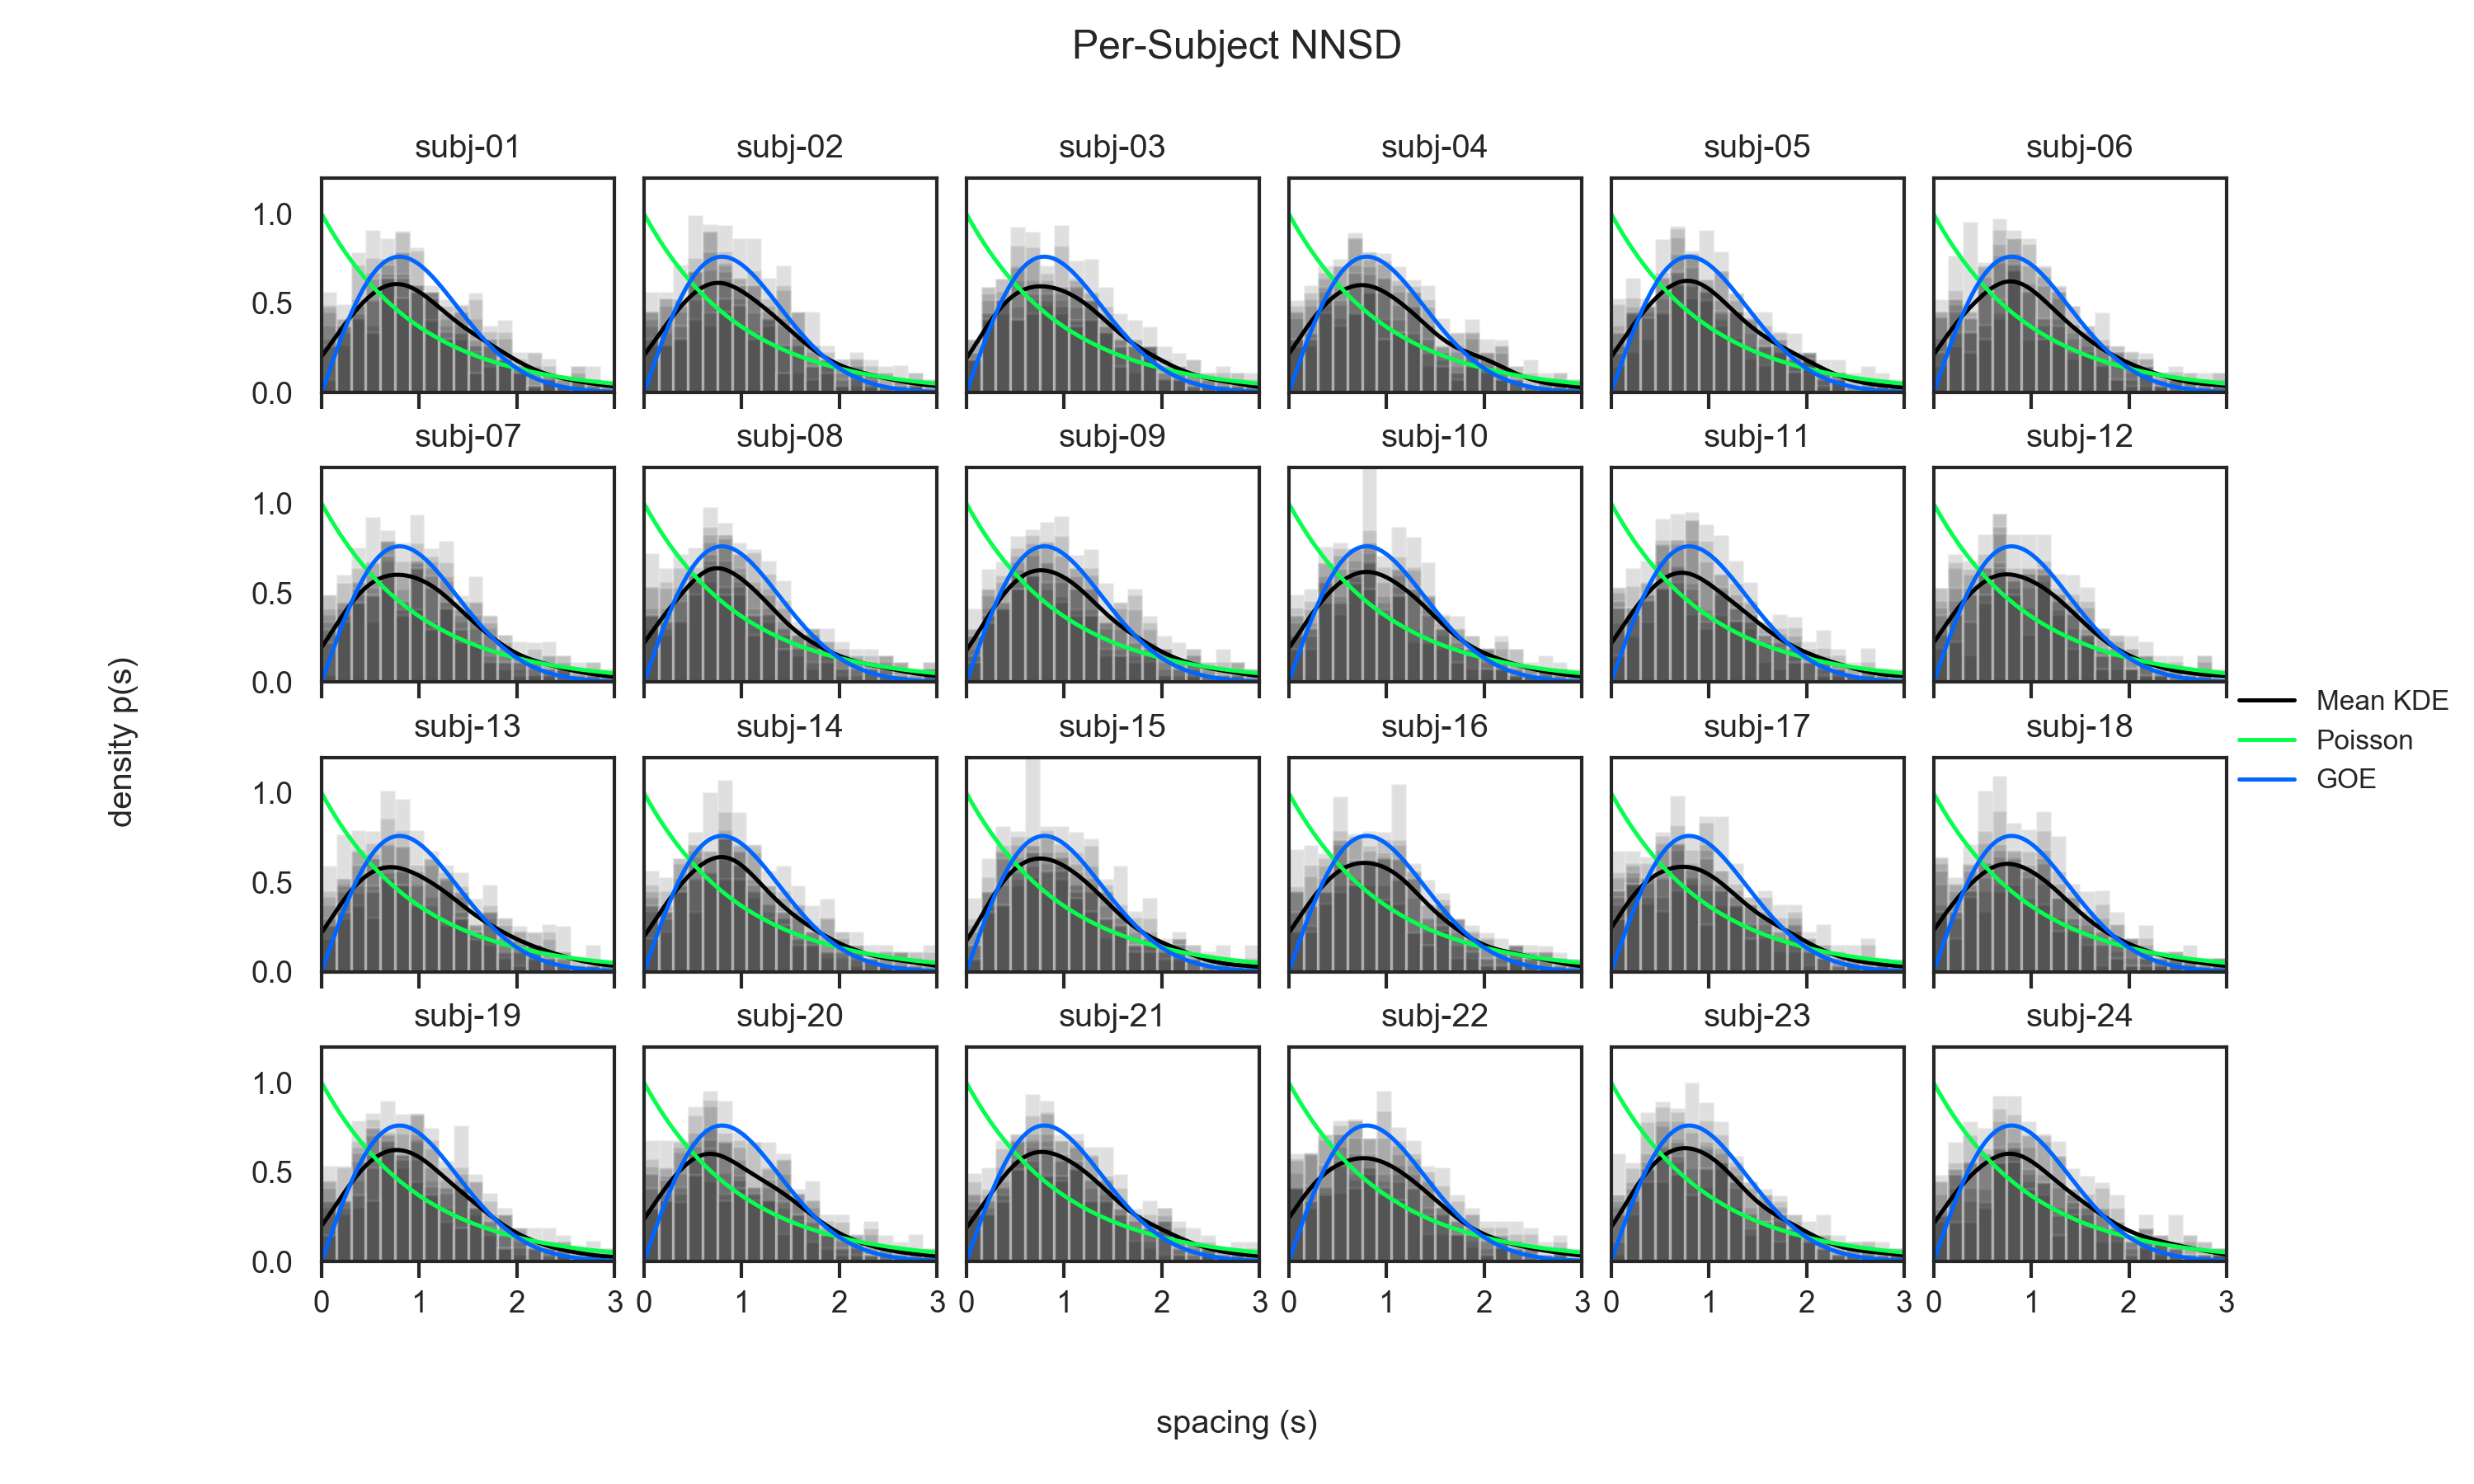 Per-Subject NNSD
subj-01 subj-02 subj-03 subj-04 subj-05 subj-06
1.0
0.5
0.0
subj-07 subj-08 subj-09 subj-10 subj-11 subj-12
1.0
0.5
0.0
subj-13 subj-14 subj-15 subj-16 subj-17 subj-18
1.0
0.5
0.0
subj-19 subj-20 subj-21 subj-22 subj-23 subj-24
1.0
0.5
0.0
0 1 2 3 0 1 2 3 0 1 2 3 0 1 2 3 0 1 2 3 0 1 2 3
density p(s)
spacing (s)
Mean KDE
Poisson
GOE